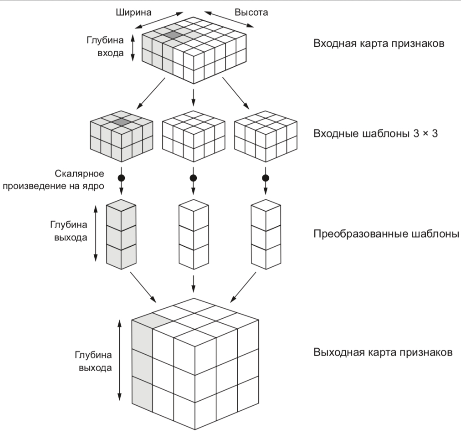 Ширина
Высота
Глубина
входа
Входная карта признаков
Входные шаблоны 3 × 3
Скалярное
произведение на ядро
Глубина
выхода
Преобразованные шаблоны
Глубина
выхода
Выходная карта признаков